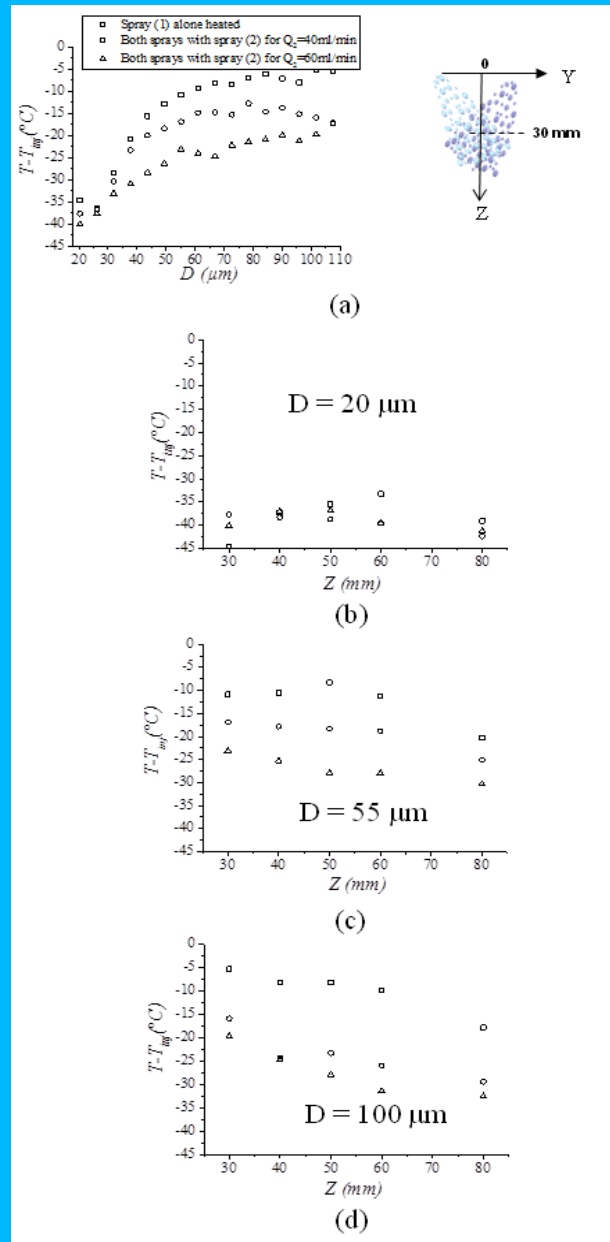 Spray (1) alone heated
Both sprays with spray (2) for Q₂=40ml/min
Both sprays with spray (2) for Q₂=60ml/min
0
-5
-10
-15
-20
-25
-30
-35
-40
-45
T-T_inj(°C)
20 30 40 50 60 70 80 90 100 110
D (µm)
0
Y
30 mm
Z
(a)
0
-5
-10
-15
-20
-25
-30
-35
-40
-45
T-T_inj(°C)
D = 20 µm
30 40 50 60 70 80
Z (mm)
(b)
0
-5
-10
-15
-20
-25
-30
-35
-40
-45
T-T_inj(°C)
D = 55 µm
30 40 50 60 70 80
Z (mm)
(c)
0
-5
-10
-15
-20
-25
-30
-35
-40
-45
T-T_inj(°C)
D = 100 µm
30 40 50 60 70 80
Z (mm)
(d)